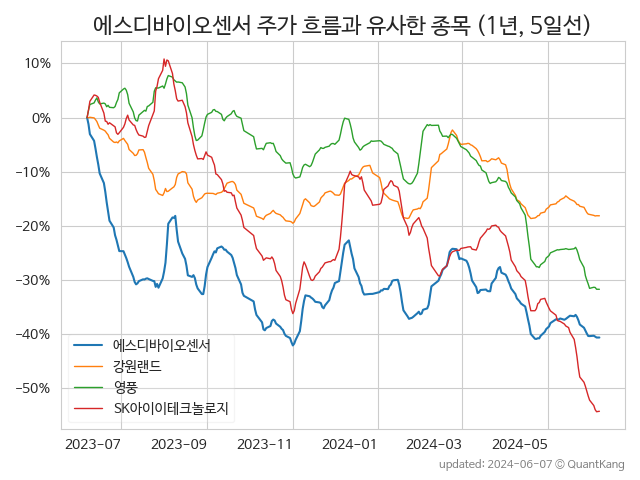 에스디바이오센서 주가 흐름과 유사한 종목 (1년, 5일선)
10%
0%
−10%
−20%
−30%
−40%
−50%
에스디바이오센서
강원랜드
영풍
SK아이이테크놀로지
2023-07
2023-09
2023-11
2024-01
2024-03
2024-05
updated: 2024-06-07 © QuantKang